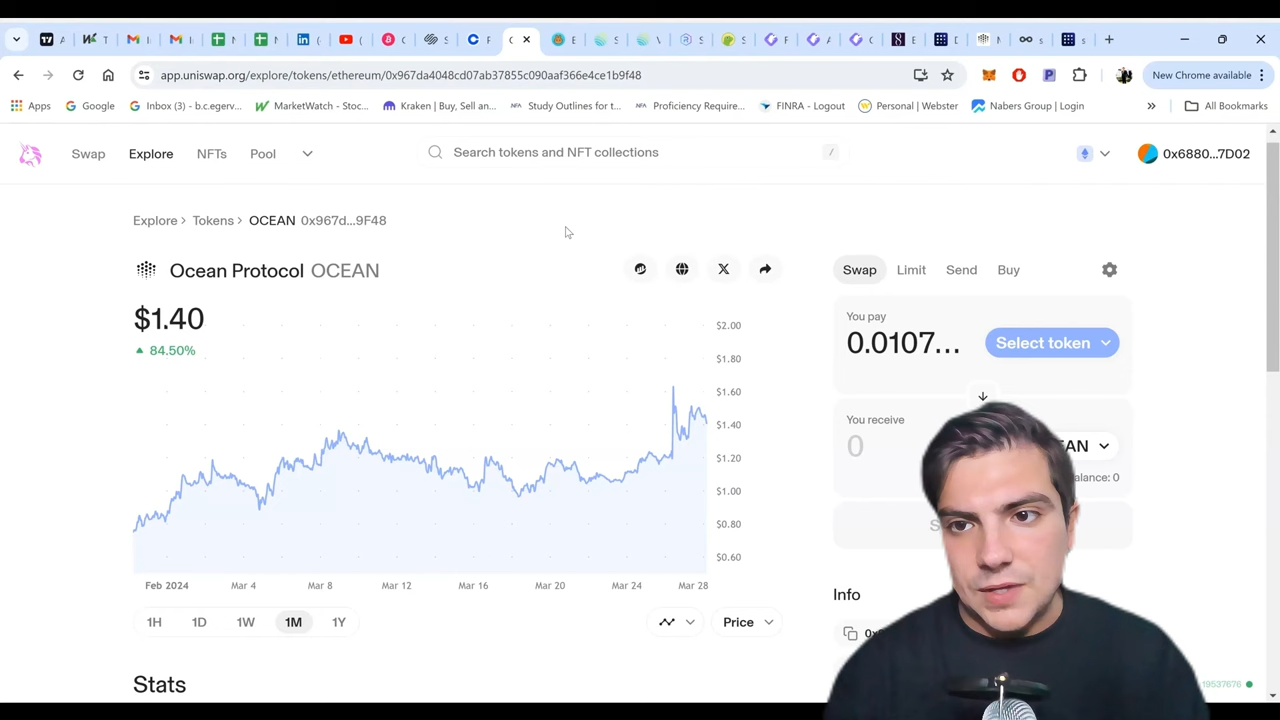 New Chrome available
app.uniswap.org/explore/tokens/ethereum/0x967da4048cd07ab37855c090aaf366e4ce1b9f48
Apps Google Inbox (3) - b.c.egerv... MarketWatch - Stoc... Kraken | Buy, Sell an... Study Outlines for t... Proficiency Require... FINRA - Logout Personal | Webster Nabers Group | Login » All Bookmarks
Swap Explore NFTs Pool Search tokens and NFT collections / 0x6880...7D02
Explore > Tokens > OCEAN 0x967d...9F48
Ocean Protocol OCEAN
Swap Limit Send Buy
$1.40
84.50%
You pay
0.0107... Select token
You receive
0 EAN
alance: 0
$2.00
$1.80
$1.60
$1.40
$1.20
$1.00
$0.80
$0.60
Feb 2024 Mar 4 Mar 8 Mar 12 Mar 16 Mar 20 Mar 24 Mar 28
Info
1H 1D 1W 1M 1Y Price
Stats
19537676